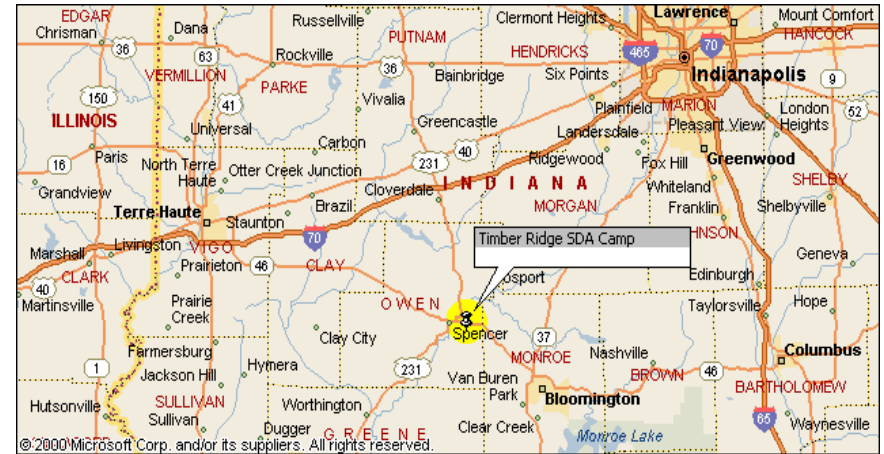 EDGAR
Chrisman
36
Dana
Russellville
PUTNAM
Clermont Heights
Lawrence
Mount Comfort
HANCOCK
63
Rockville
36
HENDRICKS
465
70
VERMILLION
PARKE
Bainbridge
Six Points
Indianapolis
9
150
41
Vivalia
Plainfield
MARION
London
Heights
52
ILLINOIS
Universal
Greencastle
Landersdale
Pleasant View
Carbon
40
16
Paris
North Terre
Haute
Otter Creek Junction
231
Ridgewood
Fox Hill
Greenwood
Grandview
Cloverdale
INDIANA
Whiteland
SHELBY
Terre Haute
Staunton
Brazil
MORGAN
Franklin
Shelbyville
70
Timber Ridge SDA Camp
HNSON
Marshall
Livingston
VIGO
Geneva
CLARK
Prairieton
46
CLAY
osport
Edinburgh
40
Martinsville
Prairie
Creek
OWEN
Taylorsville
Hope
Clay City
Spencer
37
Farmersburg
MONROE
Nashville
Columbus
1
Jackson Hill
Hymera
231
Van Buren
Park
BROWN
46
BARTHOLOMEW
Bloomington
Hutsonville
SULLIVAN
Sullivan
Worthington
65
Waynesville
Dugger
GREENE
Clear Creek
Monroe Lake
© 2000 Microsoft Corp. and/or its suppliers. All rights reserved.